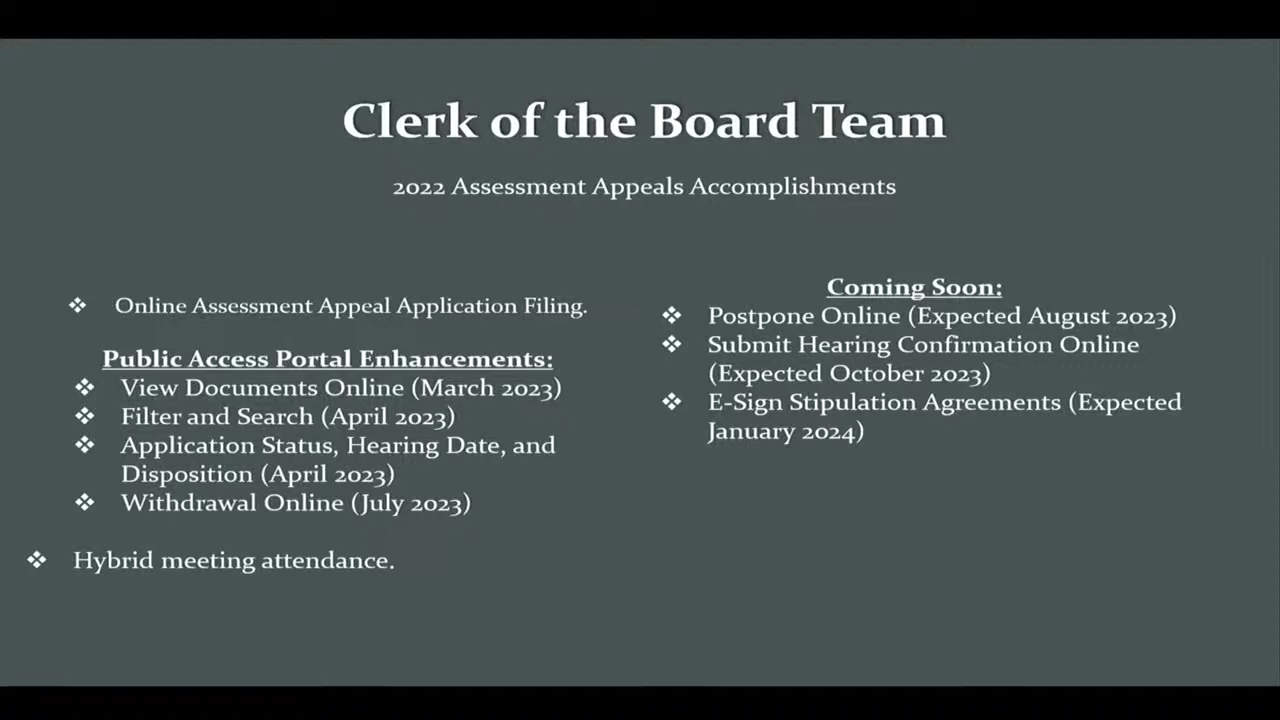 Clerk of the Board Team
2022 Assessment Appeals Accomplishments
❖ Online Assessment Appeal Application Filing.
Public Access Portal Enhancements:
❖ View Documents Online (March 2023)
❖ Filter and Search (April 2023)
❖ Application Status, Hearing Date, and
Disposition (April 2023)
❖ Withdrawal Online (July 2023)
❖ Hybrid meeting attendance.
Coming Soon:
❖ Postpone Online (Expected August 2023)
❖ Submit Hearing Confirmation Online
(Expected October 2023)
❖ E-Sign Stipulation Agreements (Expected
January 2024)